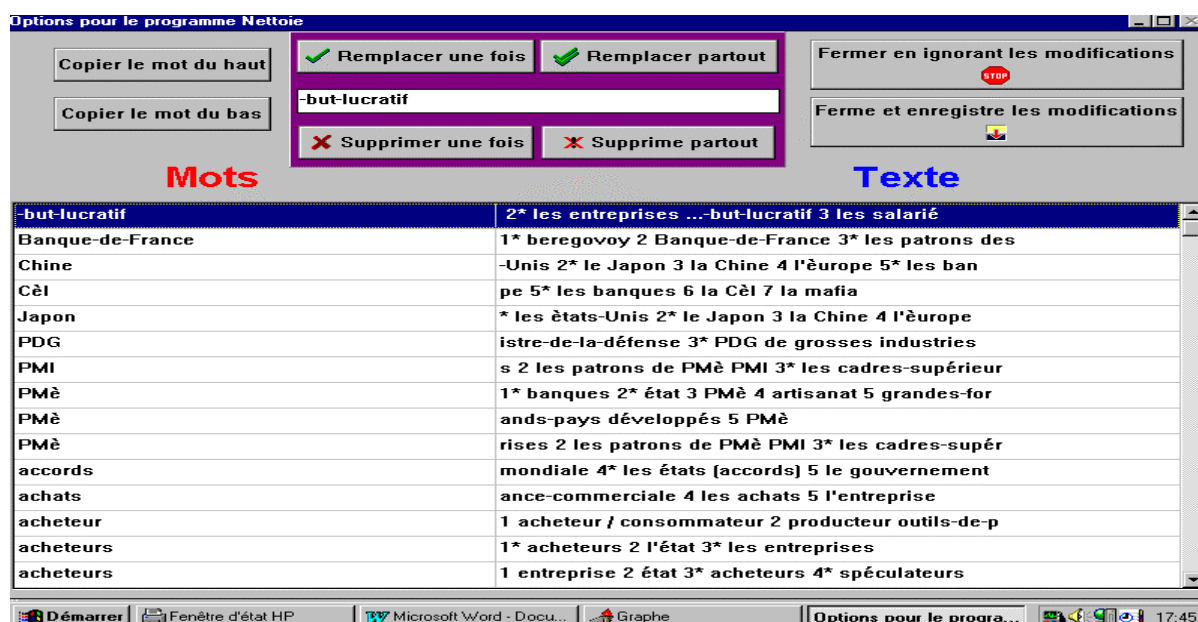 Options pour le programme Nettoie
Copier le mot du haut
Remplacer une fois
Remplacer partout
Fermer en ignorant les modifications
STOP
-but-lucratif
Copier le mot du bas
Ferme et enregistre les modifications
Supprimer une fois
Supprime partout
Mots
Texte
-but-lucratif 2* les entreprises ...-but-lucratif 3 les salarié
Banque-de-France 1* beregovoy 2 Banque-de-France 3* les patrons des
Chine -Unis 2* le Japon 3 la Chine 4 l'èurope 5* les ban
Cèl pe 5* les banques 6 la Cèl 7 la mafia
Japon * les ètats-Unis 2* le Japon 3 la Chine 4 l'èurope
PDG istre-de-la-défense 3* PDG de grosses industries
PMI s 2 les patrons de PMè PMI 3* les cadres-supérieur
PMè 1* banques 2* état 3 PMè 4 artisanat 5 grandes-for
PMè ands-pays développés 5 PMè
PMè rises 2 les patrons de PMè PMI 3* les cadres-supér
accords mondiale 4* les états (accords) 5 le gouvernement
achats ance-commerciale 4 les achats 5 l'entreprise
acheteur 1 acheteur / consommateur 2 producteur outils-de-p
acheteurs 1* acheteurs 2 l'état 3* les entreprises
acheteurs 1 entreprise 2 état 3* acheteurs 4* spéculateurs
Démarrer Fenêtre d'état HP Microsoft Word - Docu... Graphe Options pour le progra... 17:45